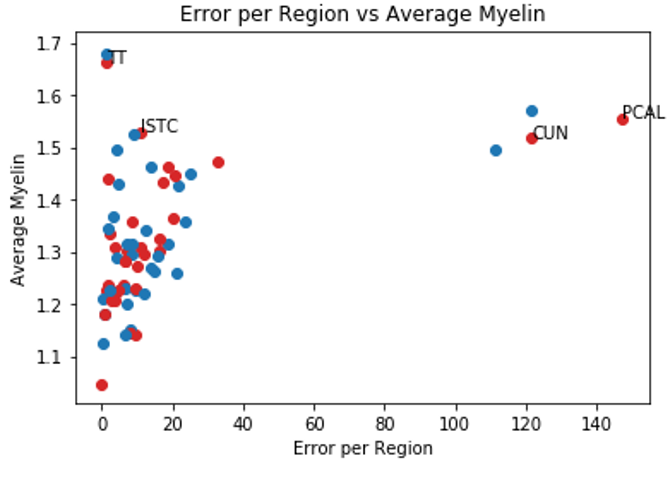 Error per Region vs Average Myelin
1.7
TT
1.6
PCAL
ISTC
CUN
1.5
1.4
1.3
1.2
1.1
Average Myelin
0 20 40 60 80 100 120 140
Error per Region